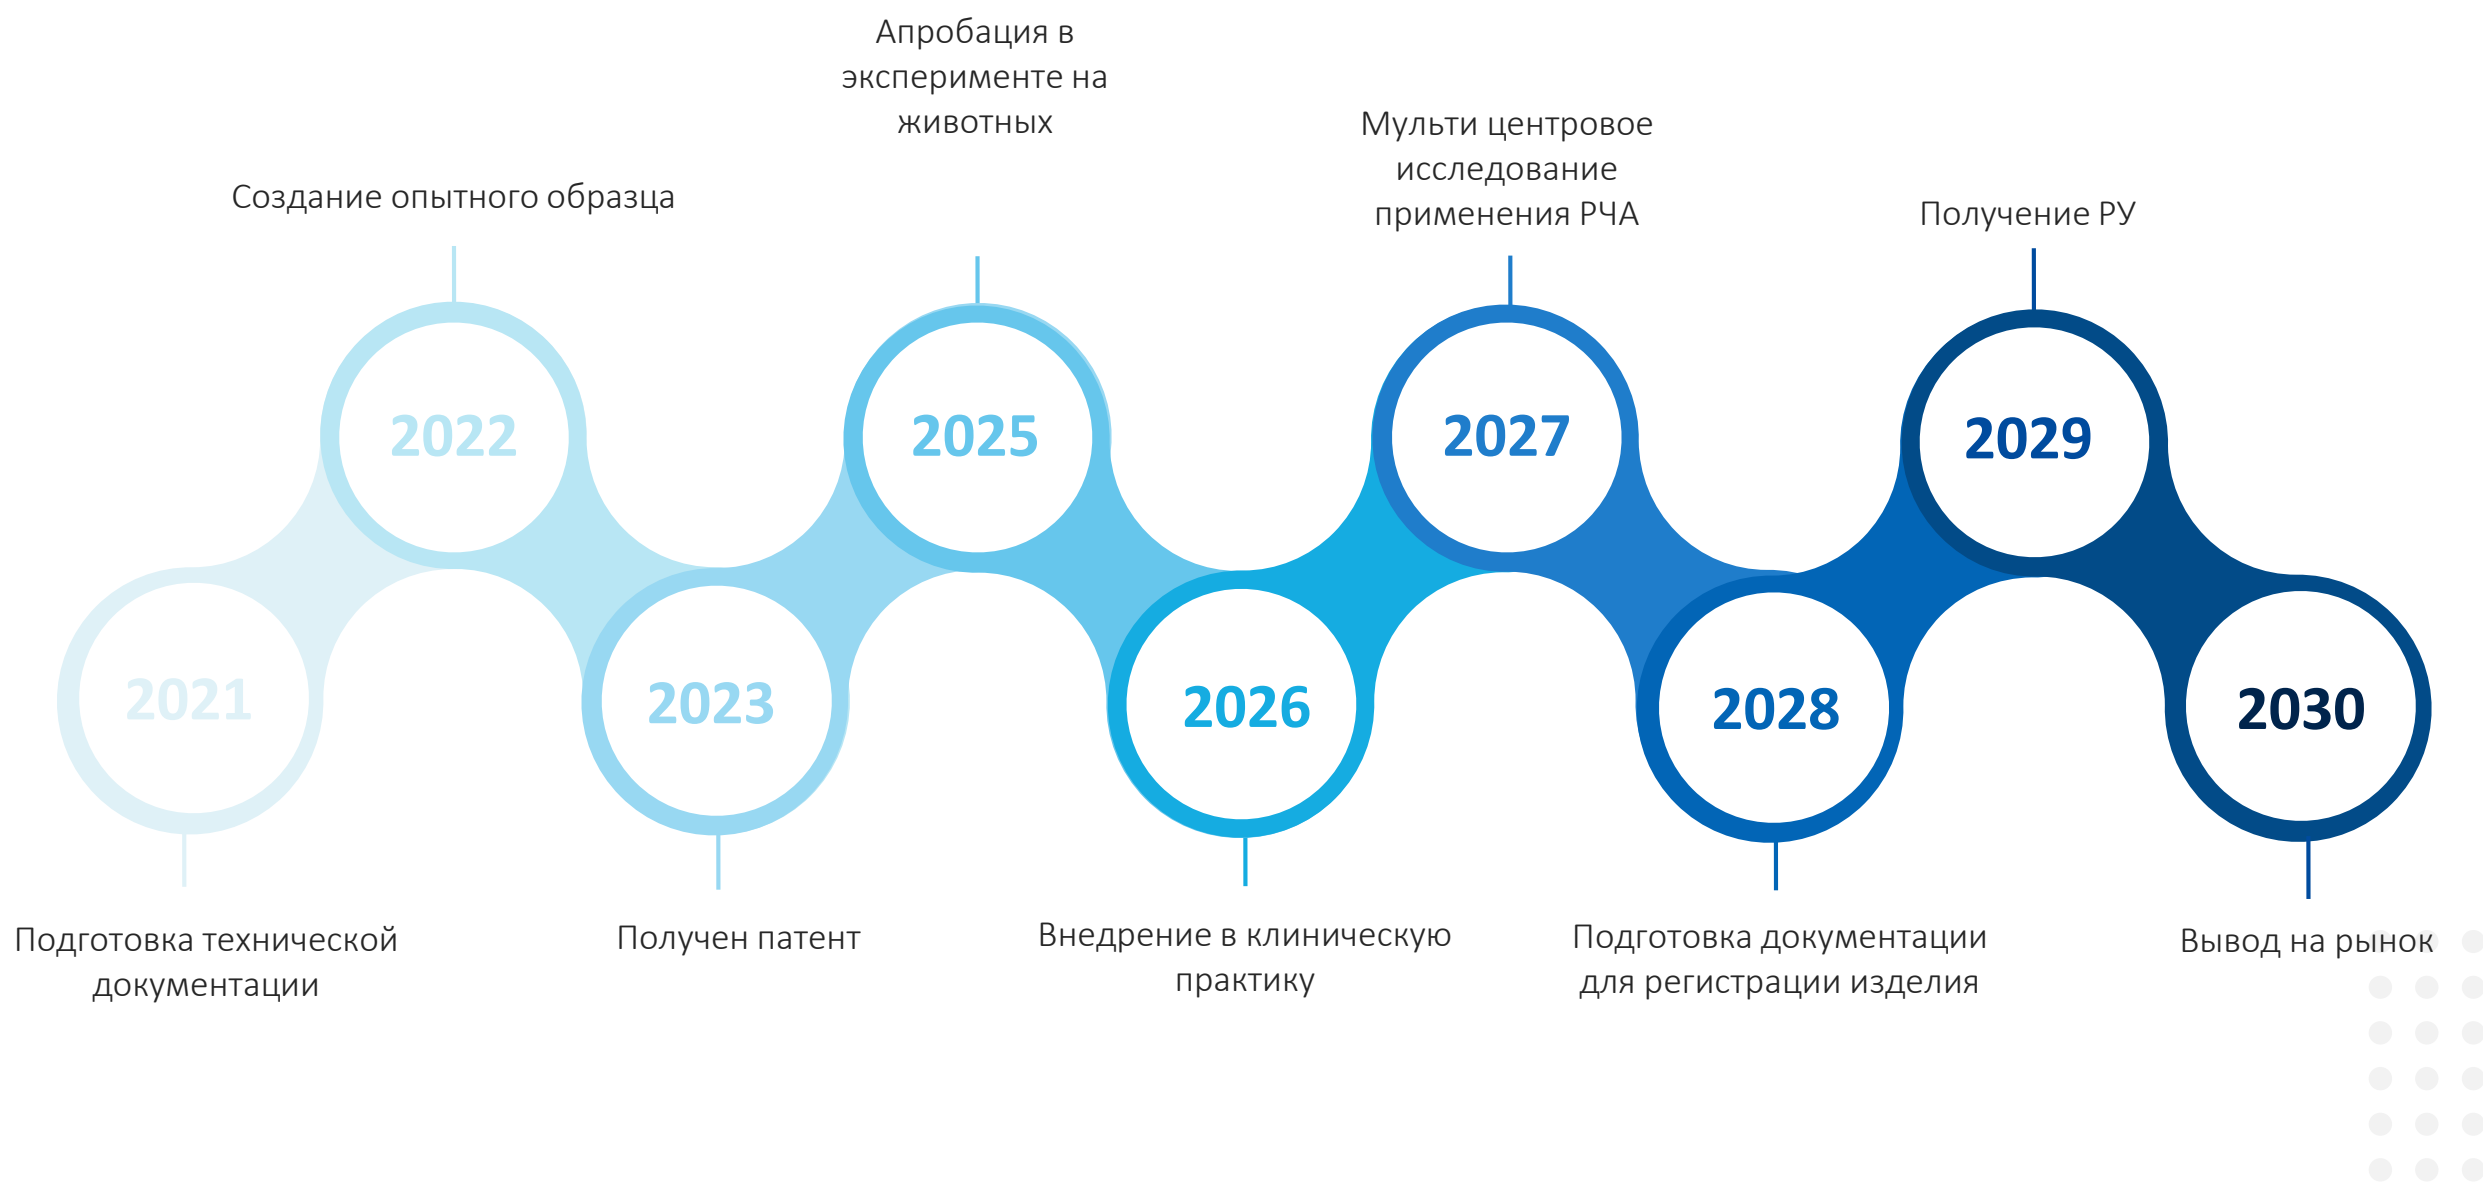 2021
Подготовка технической
документации
Создание опытного образца
2022
2023
Получен патент
Апробация в
эксперименте на
животных
2025
2026
Внедрение в клиническую
практику
Мульти центровое
исследование
применения РЧА
2027
2028
Подготовка документации
для регистрации изделия
Получение РУ
2029
2030
Вывод на рынок